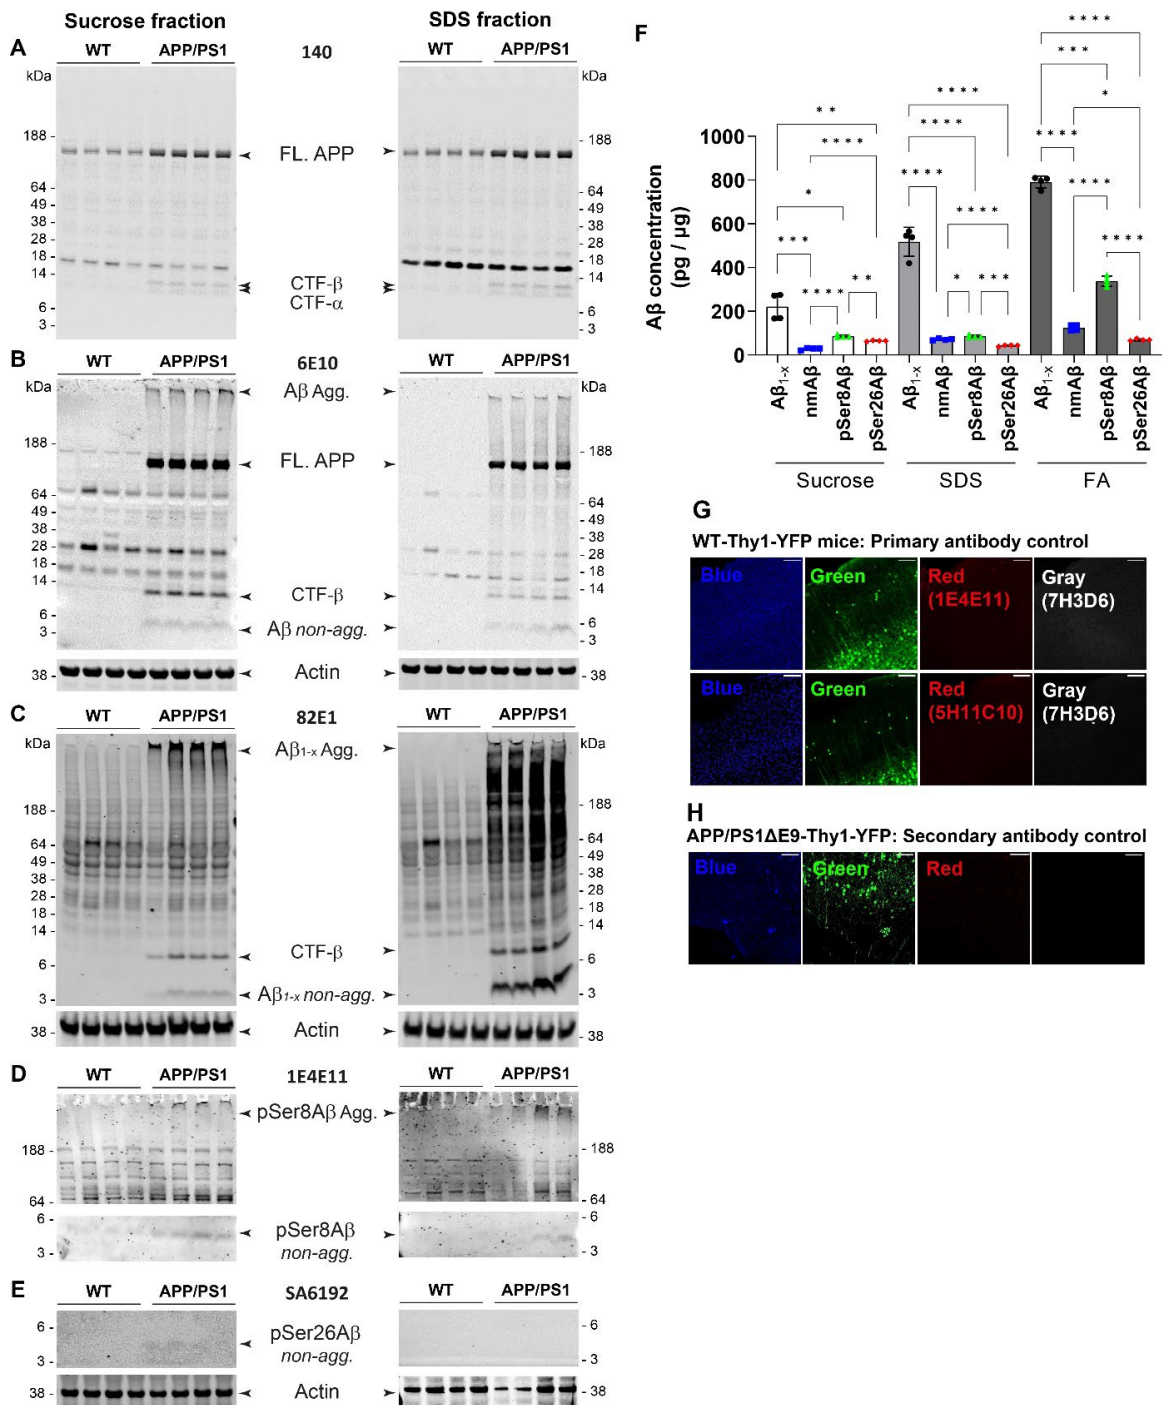 Sucrose fraction
SDS fraction
A
WT
APP/PS1
140
WT
APP/PS1
kDa
kDa
188
188
FL. APP
64
64
49
49
38
38
28
28
18
18
14
14
CTF-β
CTF-α
6
6
3
3
B
WT
APP/PS1
6E10
WT
APP/PS1
kDa
kDa
Aβ Agg.
188
188
FL. APP
64
64
49
49
38
38
28
28
18
18
14
14
CTF-β
6
6
Aβ non-agg.
3
3
38
Actin
38
C
WT
APP/PS1
82E1
WT
APP/PS1
kDa
kDa
Aβ1-x Agg.
188
188
64
64
49
49
38
38
28
28
18
18
14
14
CTF-β
6
6
Aβ1-x non-agg.
3
3
38
Actin
38
D
WT
APP/PS1
1E4E11
WT
APP/PS1
pSer8Aβ Agg.
188
188
64
64
6
6
pSer8Aβ
non-agg.
3
3
E
WT
APP/PS1
SA6192
WT
APP/PS1
6
6
pSer26Aβ
non-agg.
3
3
38
Actin
38
F
Aβ concentration
(pg / µg)
1000
800
600
400
200
0
**
****
*
***
****
**
****
****
****
****
*
***
****
***
*
****
****
****
Aβ1-x
nmAβ
pSer8Aβ
pSer26Aβ
Aβ1-x
nmAβ
pSer8Aβ
pSer26Aβ
Aβ1-x
nmAβ
pSer8Aβ
pSer26Aβ
Sucrose
SDS
FA
G
WT-Thy1-YFP mice: Primary antibody control
Blue
Green
Red
(1E4E11)
Gray
(7H3D6)
Blue
Green
Red
(5H11C10)
Gray
(7H3D6)
H
APP/PS1ΔE9-Thy1-YFP: Secondary antibody control
Blue
Green
Red